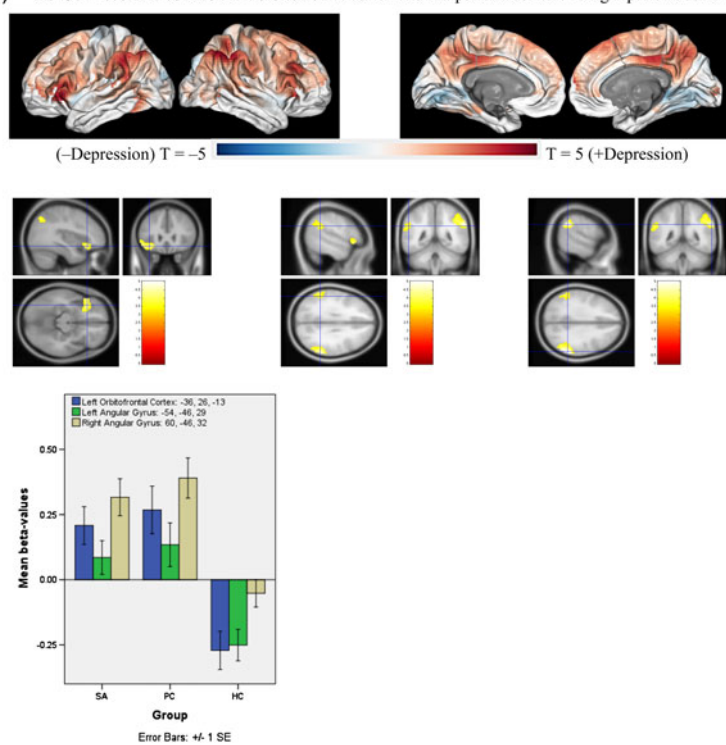 (–Depression) T = –5 T = 5 (+Depression)
Left Orbitofrontal Cortex: -36, 26, -13
Left Angular Gyrus: -54, -46, 29
Right Angular Gyrus: 60, -46, 32
0.50
0.25
0.00
-0.25
Mean beta-values
SA PC HC
Group
Error Bars: +/- 1 SE